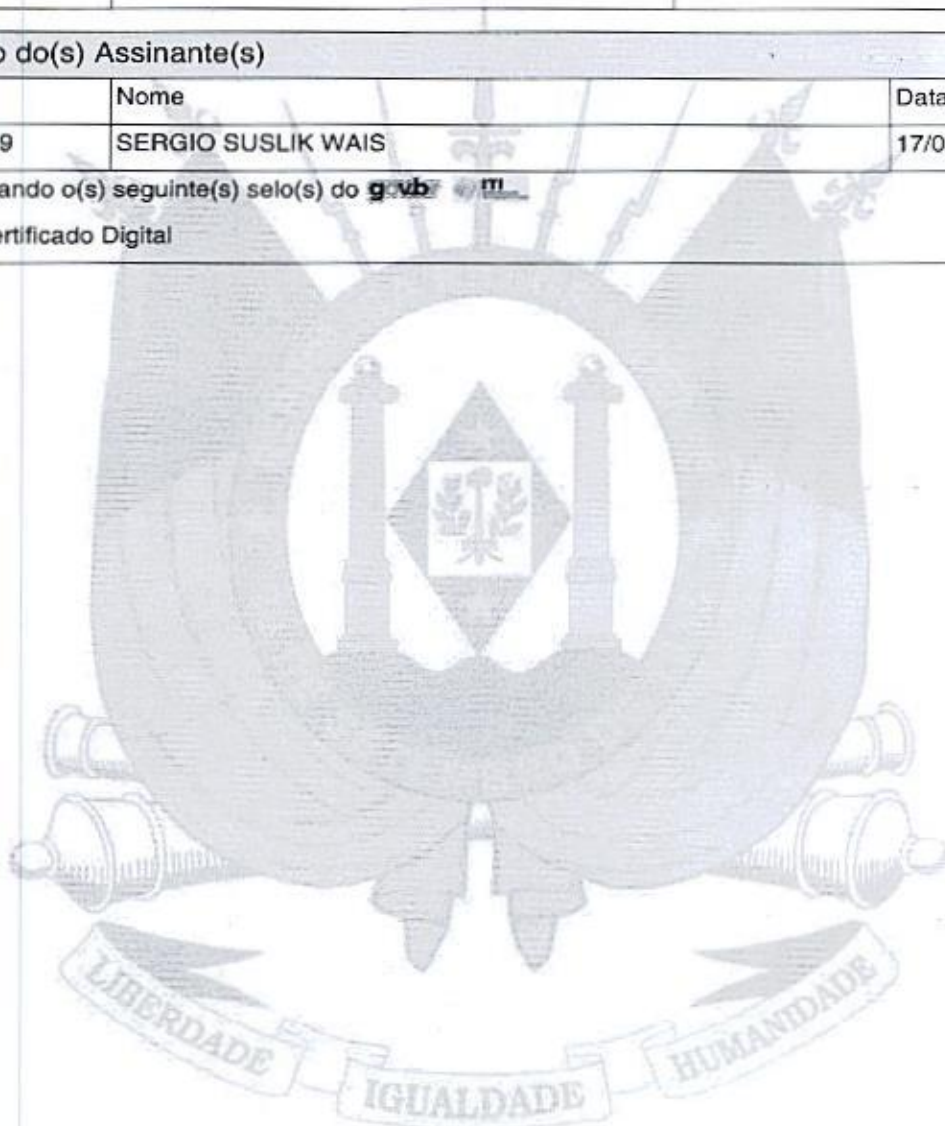 o do(s) Assinante(s)
Nome Data
9 SERGIO SUSLIK WAIS 17/0
ando o(s) seguinte(s) selo(s) do
ertificado Digital
LIBERDADE
IGUALDADE
HUMANIDADE